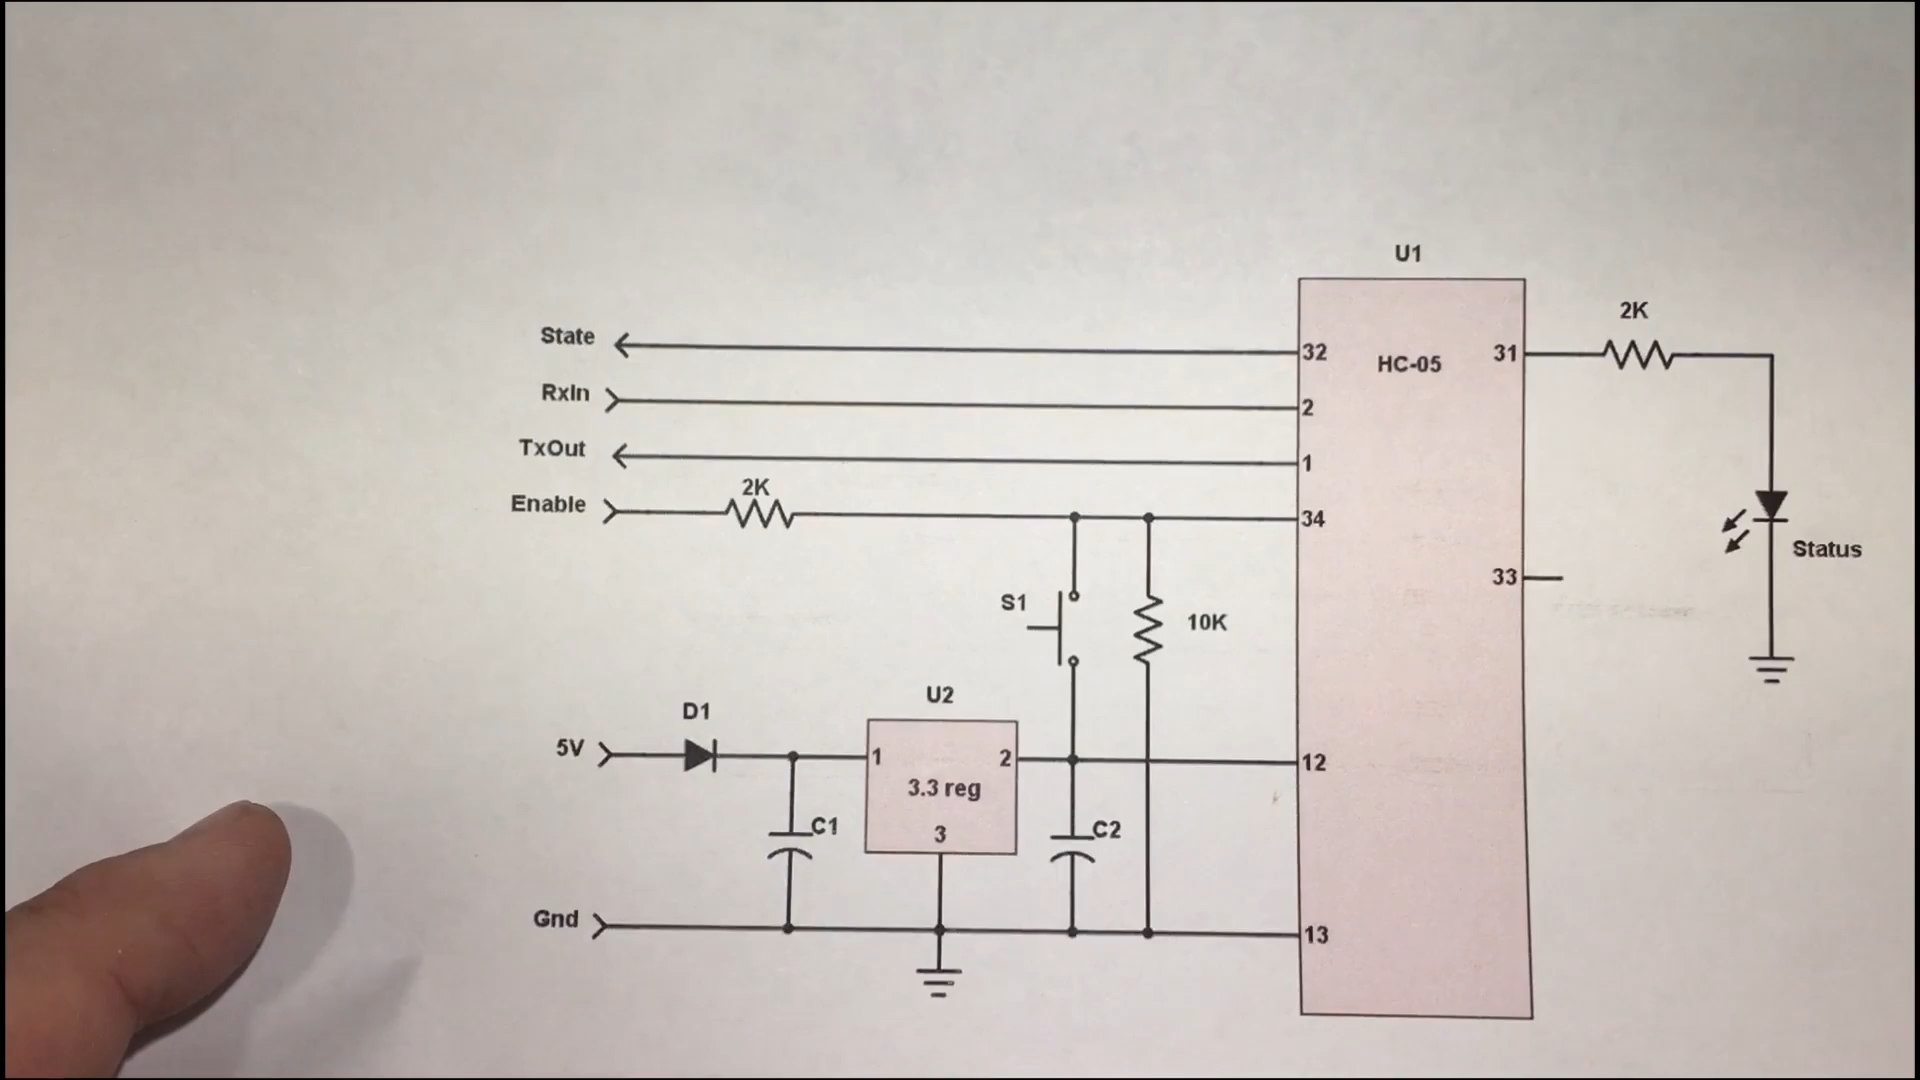 U1
2K
State
32
HC-05
31
RxIn
2
TxOut
1
2K
Enable
34
Status
33
S1
10K
U2
D1
5V
1
2
12
3.3 reg
C1
3
C2
Gnd
13